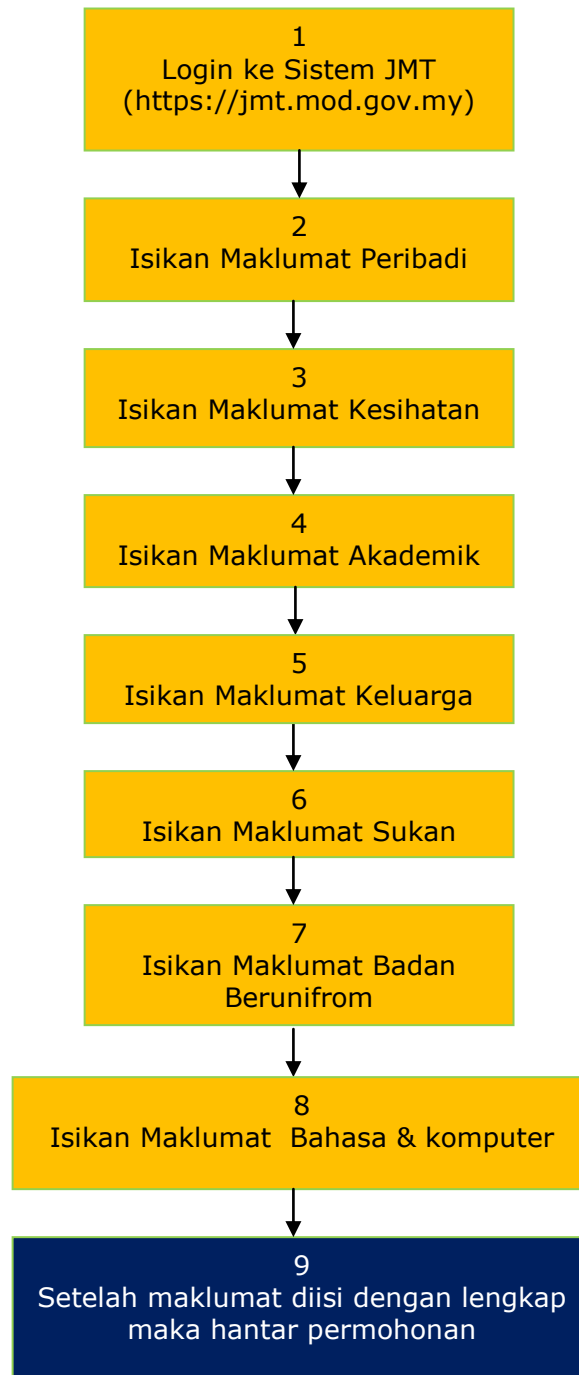 1
Login ke Sistem JMT
(https://jmt.mod.gov.my)
2
Isikan Maklumat Peribadi
3
Isikan Maklumat Kesihatan
4
Isikan Maklumat Akademik
5
Isikan Maklumat Keluarga
6
Isikan Maklumat Sukan
7
Isikan Maklumat Badan
Berunifrom
8
Isikan Maklumat  Bahasa & komputer
9
Setelah maklumat diisi dengan lengkap
maka hantar permohonan